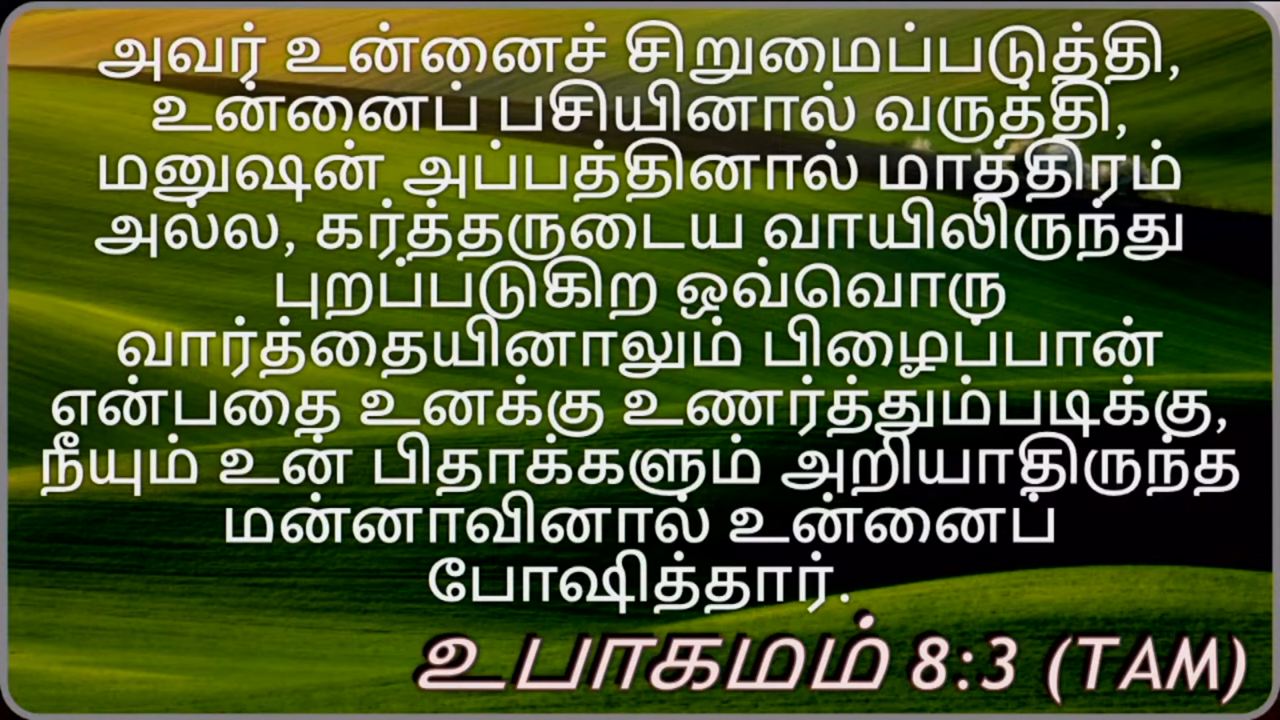 அவர் உன்னைச் சிறுமைப்படுத்தி,
உன்னைப் பசியினால் வருத்தி,
மனுஷன் அப்பத்தினால் மாத்திரம்
அல்ல, கர்த்தருடைய வாயிலிருந்து
புறப்படுகிற ஒவ்வொரு
வார்த்தையினாலும் பிழைப்பான்
என்பதை உனக்கு உணர்த்தும்படிக்கு,
நீயும் உன் பிதாக்களும் அறியாதிருந்த
மன்னாவினால் உன்னைப்
போஷித்தார்.
உபாகமம் 8:3 (TAM)